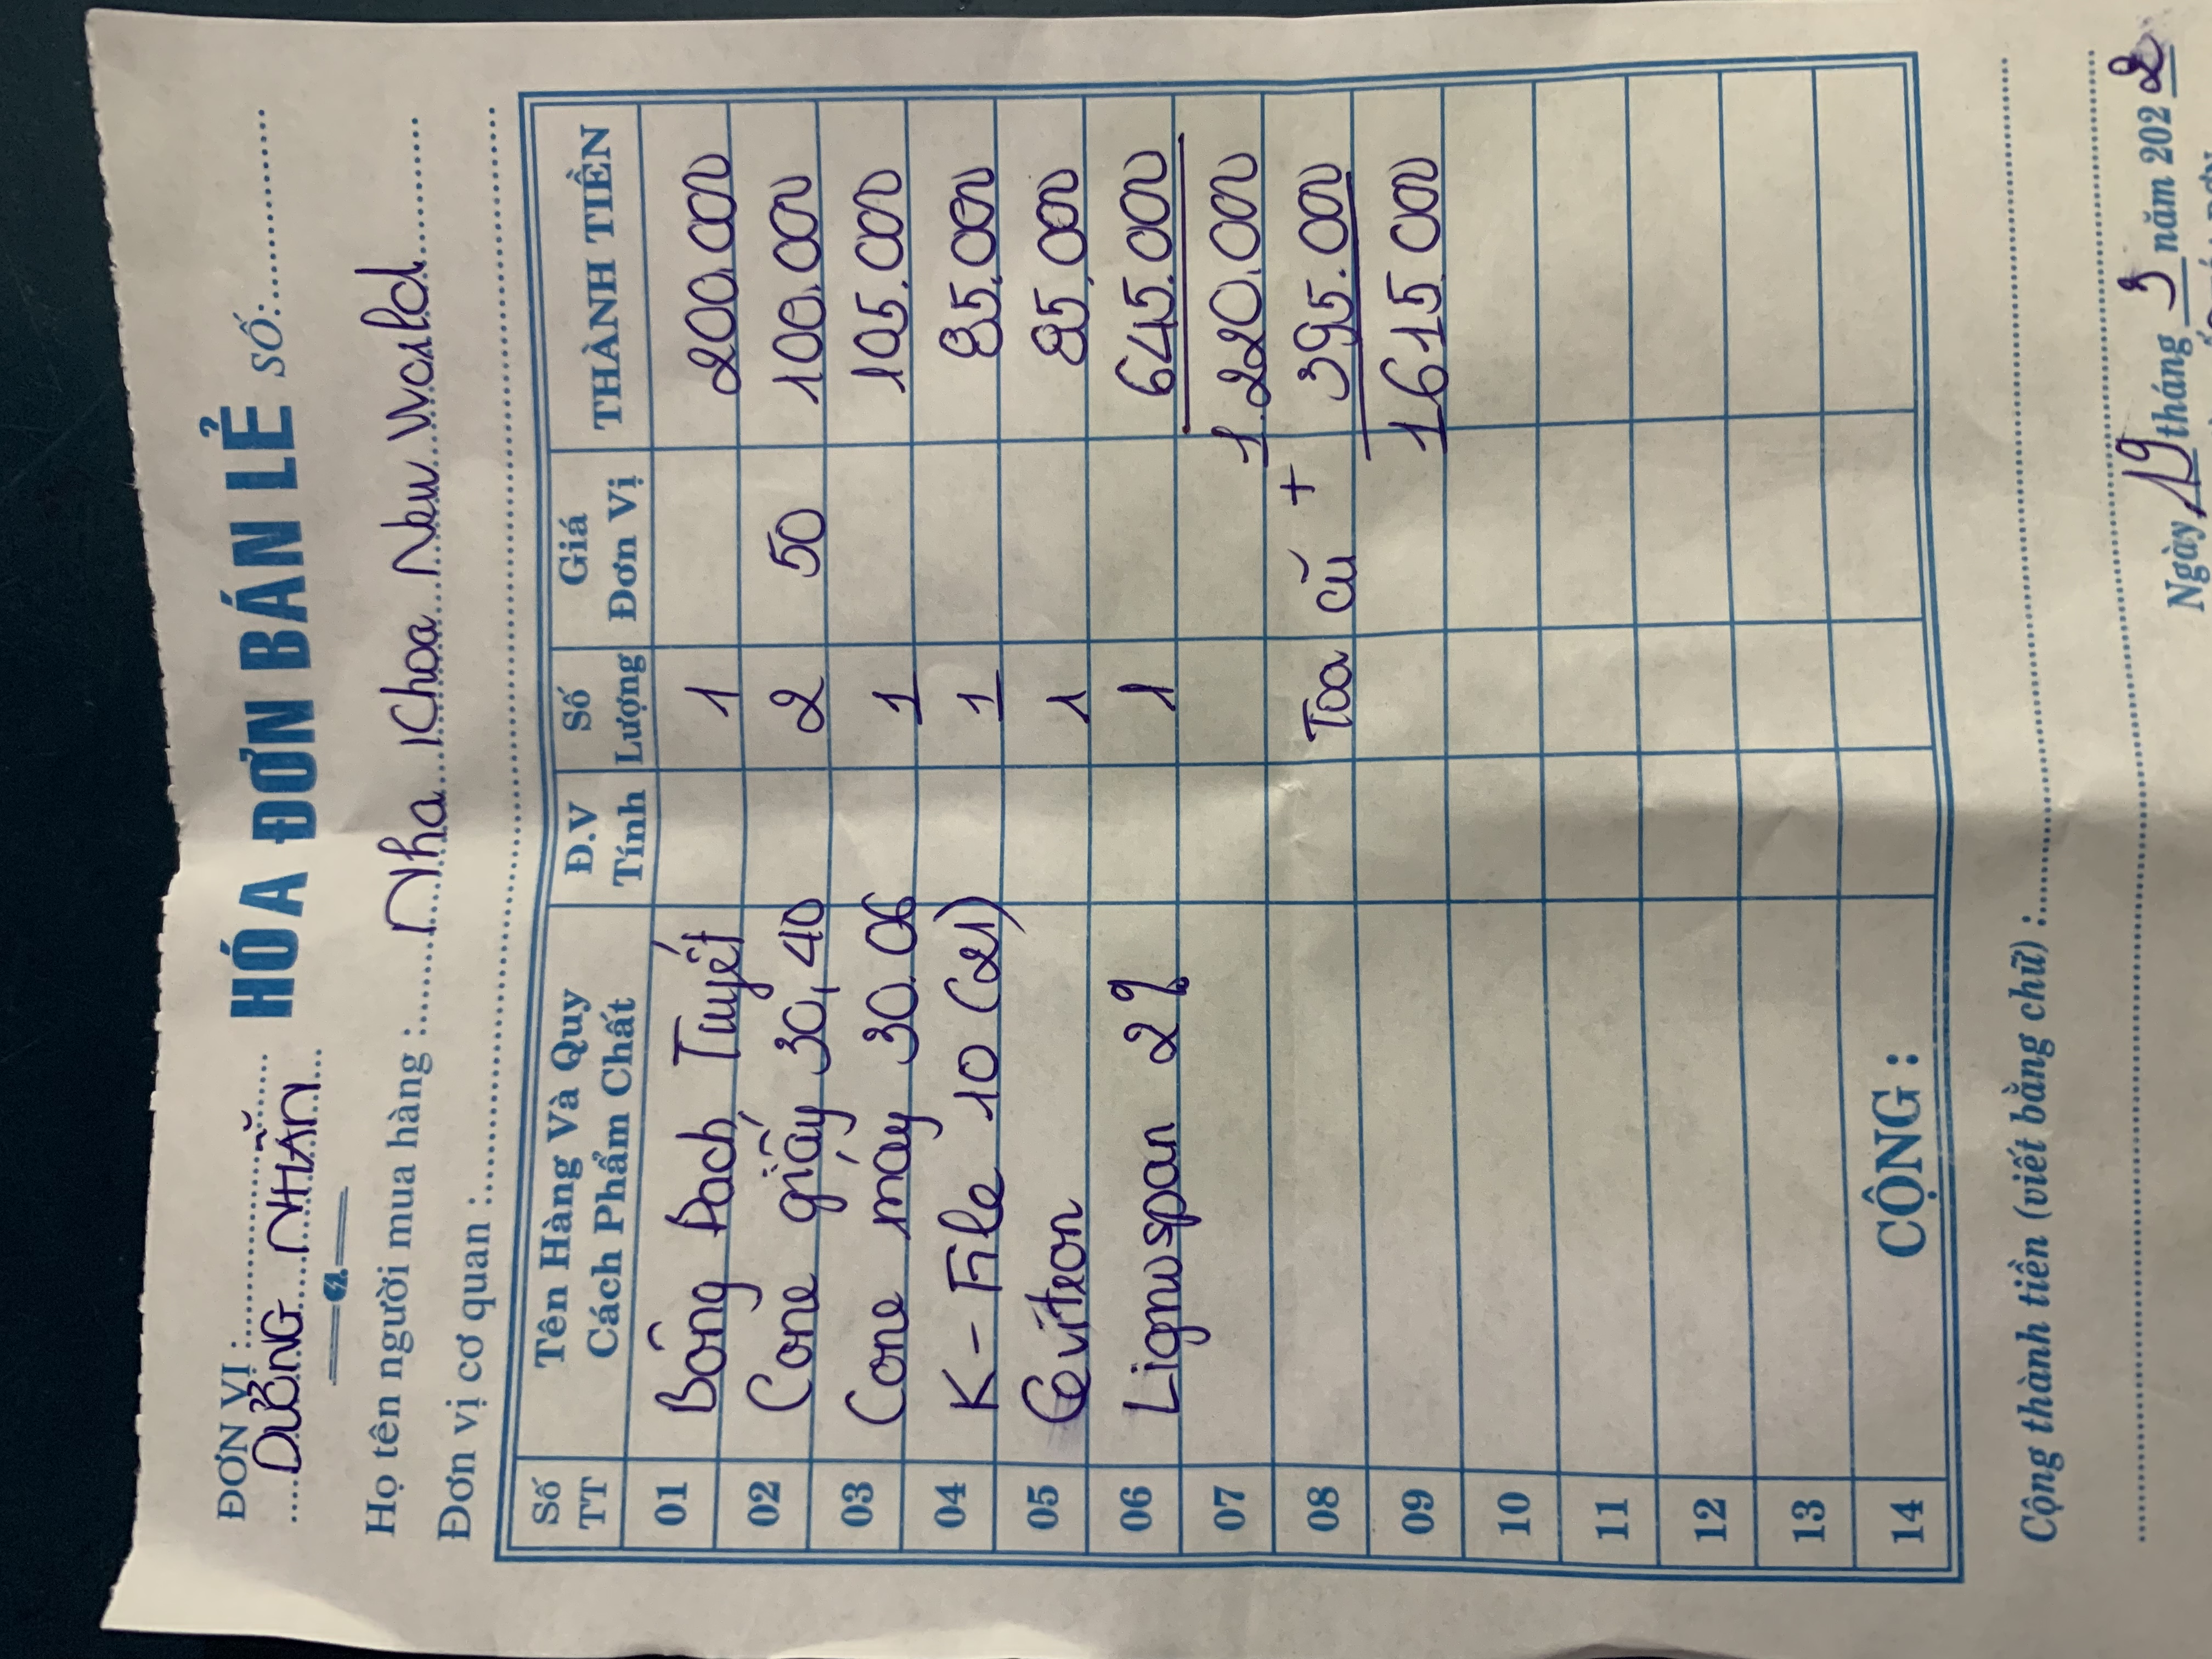 ĐƠN VỊ :
DƯỠNG NHẪN
HÓA ĐƠN BÁN LẺ SỐ:
Họ tên người mua hàng : Nha Khoa New World
Đơn vị cơ quan :
Số TT Tên Hàng Và Quy Cách Phẩm Chất Đ.V Tính Số Lượng Giá Đơn Vị THÀNH TIỀN
01 Bông Bạch Tuyết 1 200.000
02 Cone giấy 30,40 2 50 100.000
03 Cone máy 30.06 1 105.000
04 K-File 10 (21) 1 85.000
05 Cevitron 1 85.000
06 Lignospan 2% 1 645.000
07 1.220.000
08 Toa cũ + 395.000
09 1615.000
10
11
12
13
14 CỘNG :
Cộng thành tiền (viết bằng chữ) :
Ngày 19 tháng 3 năm 2022